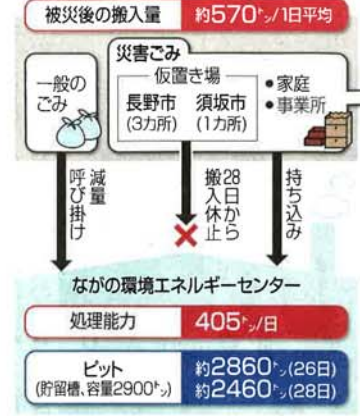 被災後の搬入量 約570㌧/1日平均
災害ごみ
一般の
ごみ
仮置き場
長野市 須坂市
(3カ所) (1カ所)
●家庭
●事業所
減量
呼び掛け
28日から
搬入休止
持ち込み
ながの環境エネルギーセンター
処理能力 405㌧/日
ピット
(貯留槽、容量2900㌧)
約2860㌧(26日)
約2460㌧(28日)